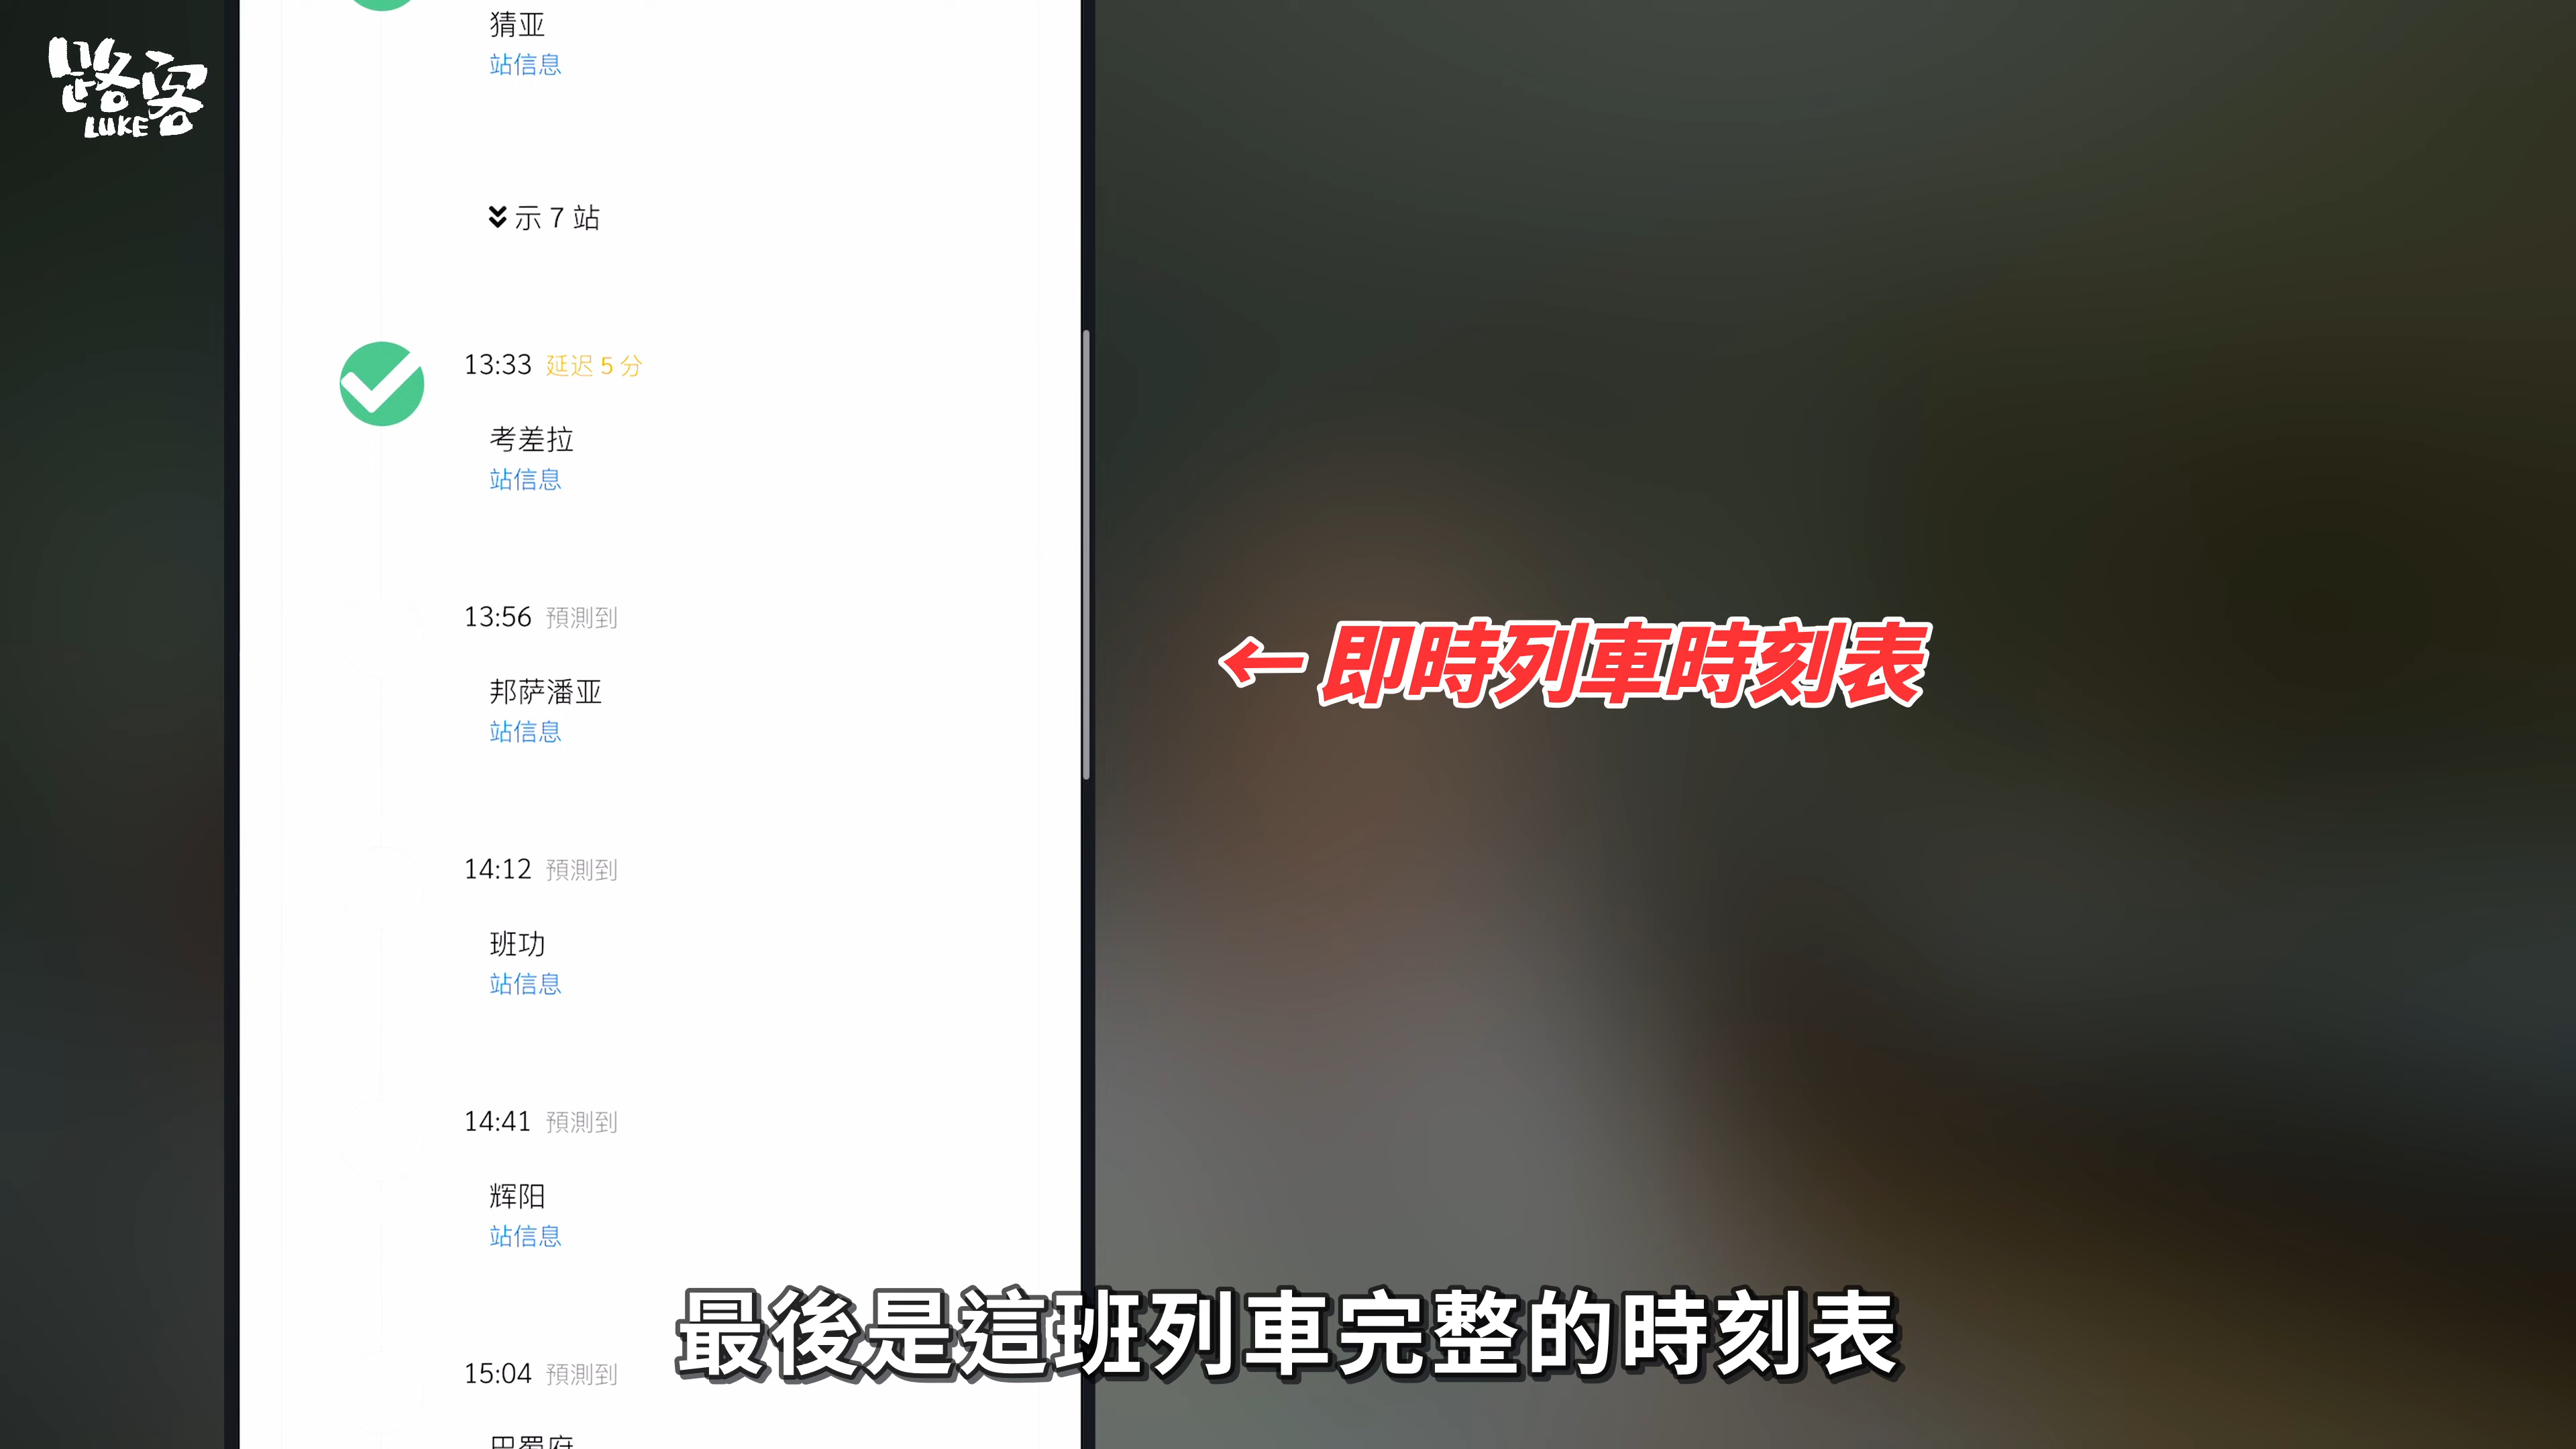 路客
LUKE
猜亚
站信息
示 7 站
13:33 延迟 5 分
考差拉
站信息
13:56 預測到
邦萨潘亚
站信息
← 即時列車時刻表
14:12 預測到
班功
站信息
14:41 預測到
辉阳
站信息
15:04 預測到
巴蜀府
最後是這班列車完整的時刻表